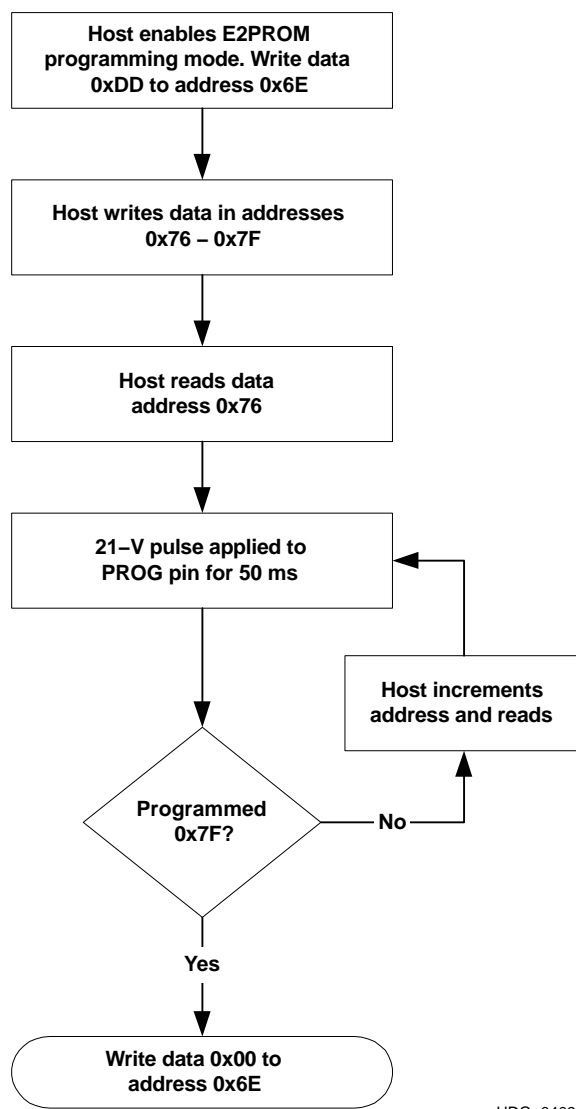 Host enables E2PROM
programming mode. Write data
0xDD to address 0x6E
Host writes data in addresses
0x76 – 0x7F
Host reads data
address 0x76
21–V pulse applied to
PROG pin for 50 ms
Host increments
address and reads
Programmed
0x7F?
No
Yes
Write data 0x00 to
address 0x6E